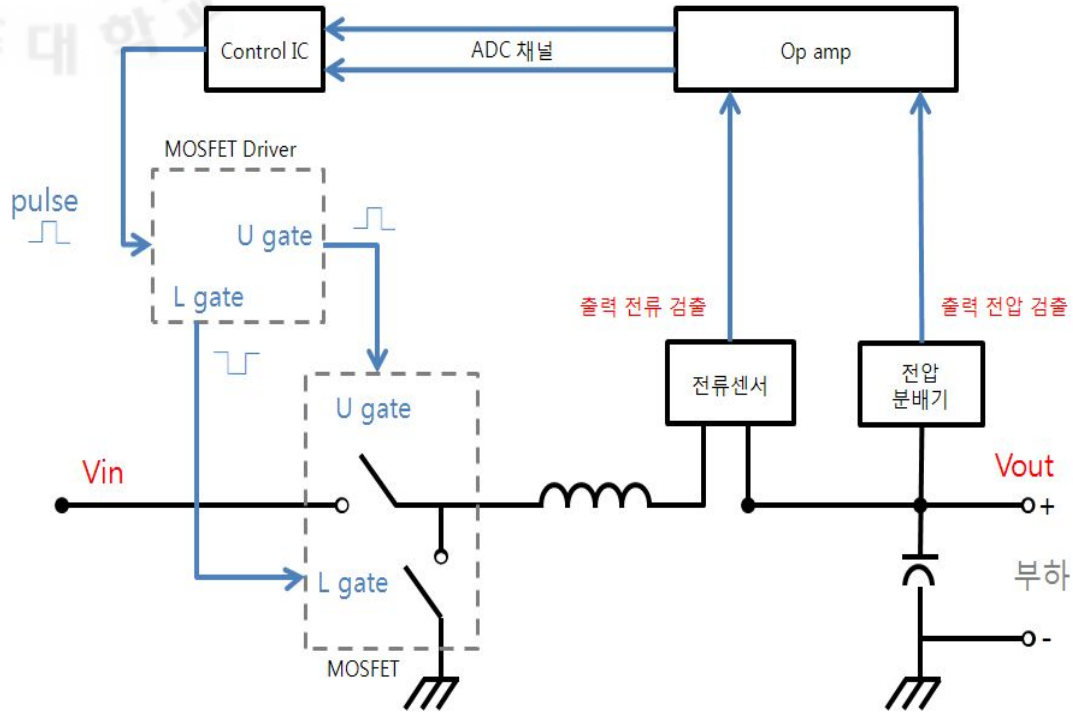 Control IC
ADC 채널
Op amp
MOSFET Driver
pulse
U gate
L gate
출력 전류 검출
출력 전압 검출
전류센서
전압
분배기
U gate
Vin
Vout
+
L gate
부하
-
MOSFET